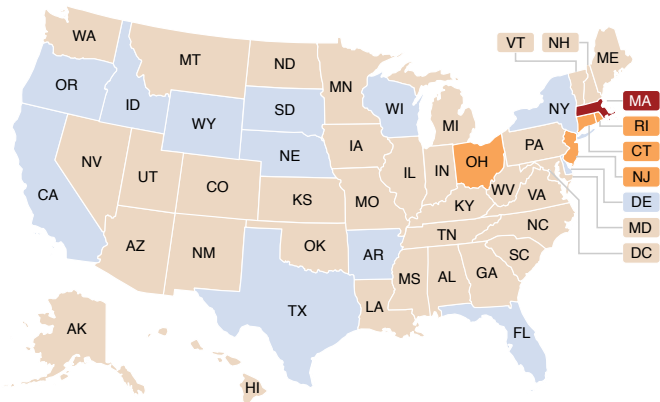 WA
VT
NH
ME
MT
ND
MN
OR
ID
SD
WI
NY
MA
WY
MI
RI
NE
IA
PA
CT
NV
IL
IN
OH
NJ
UT
CO
WV
VA
CA
KS
MO
KY
DE
NC
MD
TN
AZ
NM
OK
AR
SC
DC
MS
AL
GA
TX
LA
AK
FL
HI